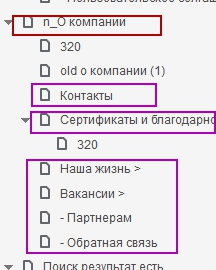 n_О компании
320
old о компании (1)
Контакты
Сертификаты и благодарно
320
Наша жизнь >
Вакансии >
- Партнерам
- Обратная связь
Поиск результат есть